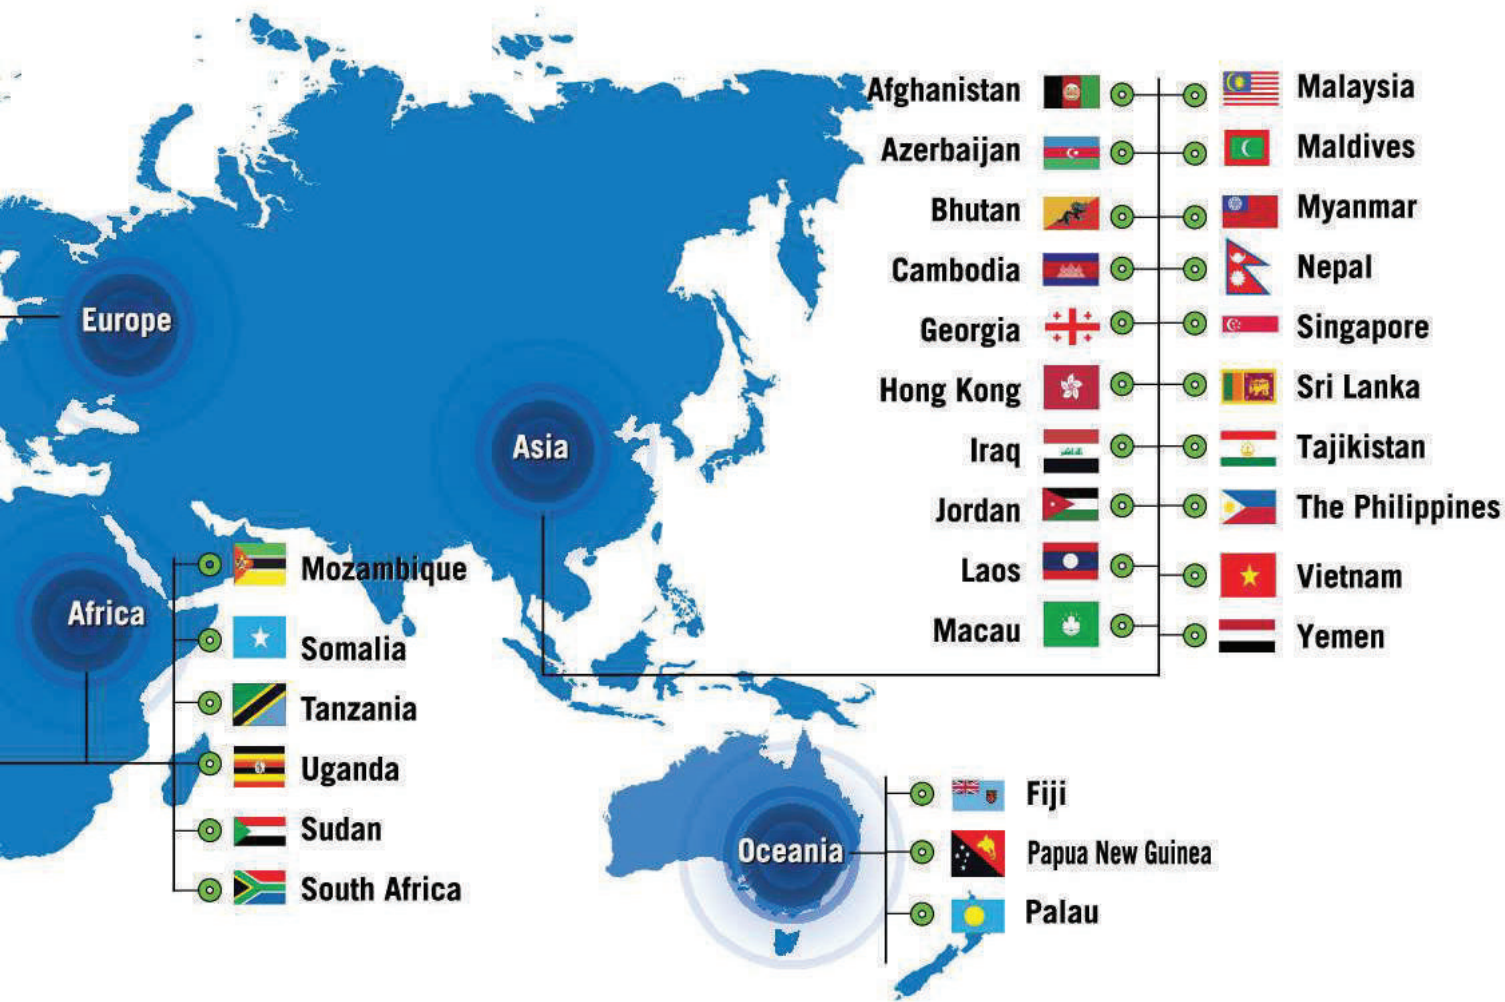 Europe
Asia
Africa
Oceania
Afghanistan
Azerbaijan
Bhutan
Cambodia
Georgia
Hong Kong
Iraq
Jordan
Laos
Macau
Malaysia
Maldives
Myanmar
Nepal
Singapore
Sri Lanka
Tajikistan
The Philippines
Vietnam
Yemen
Mozambique
Somalia
Tanzania
Uganda
Sudan
South Africa
Fiji
Papua New Guinea
Palau